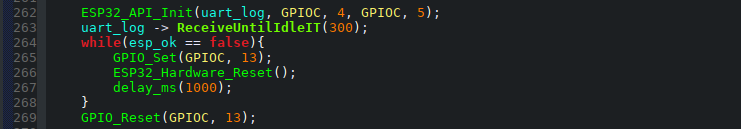 262 ESP32_API_Init(uart_log, GPIOC, 4, GPIOC, 5);
263 uart_log -> ReceiveUntilIdleIT(300);
264 while(esp_ok == false){
265 GPIO_Set(GPIOC, 13);
266 ESP32_Hardware_Reset();
267 delay_ms(1000);
268 }
269 GPIO_Reset(GPIOC, 13);